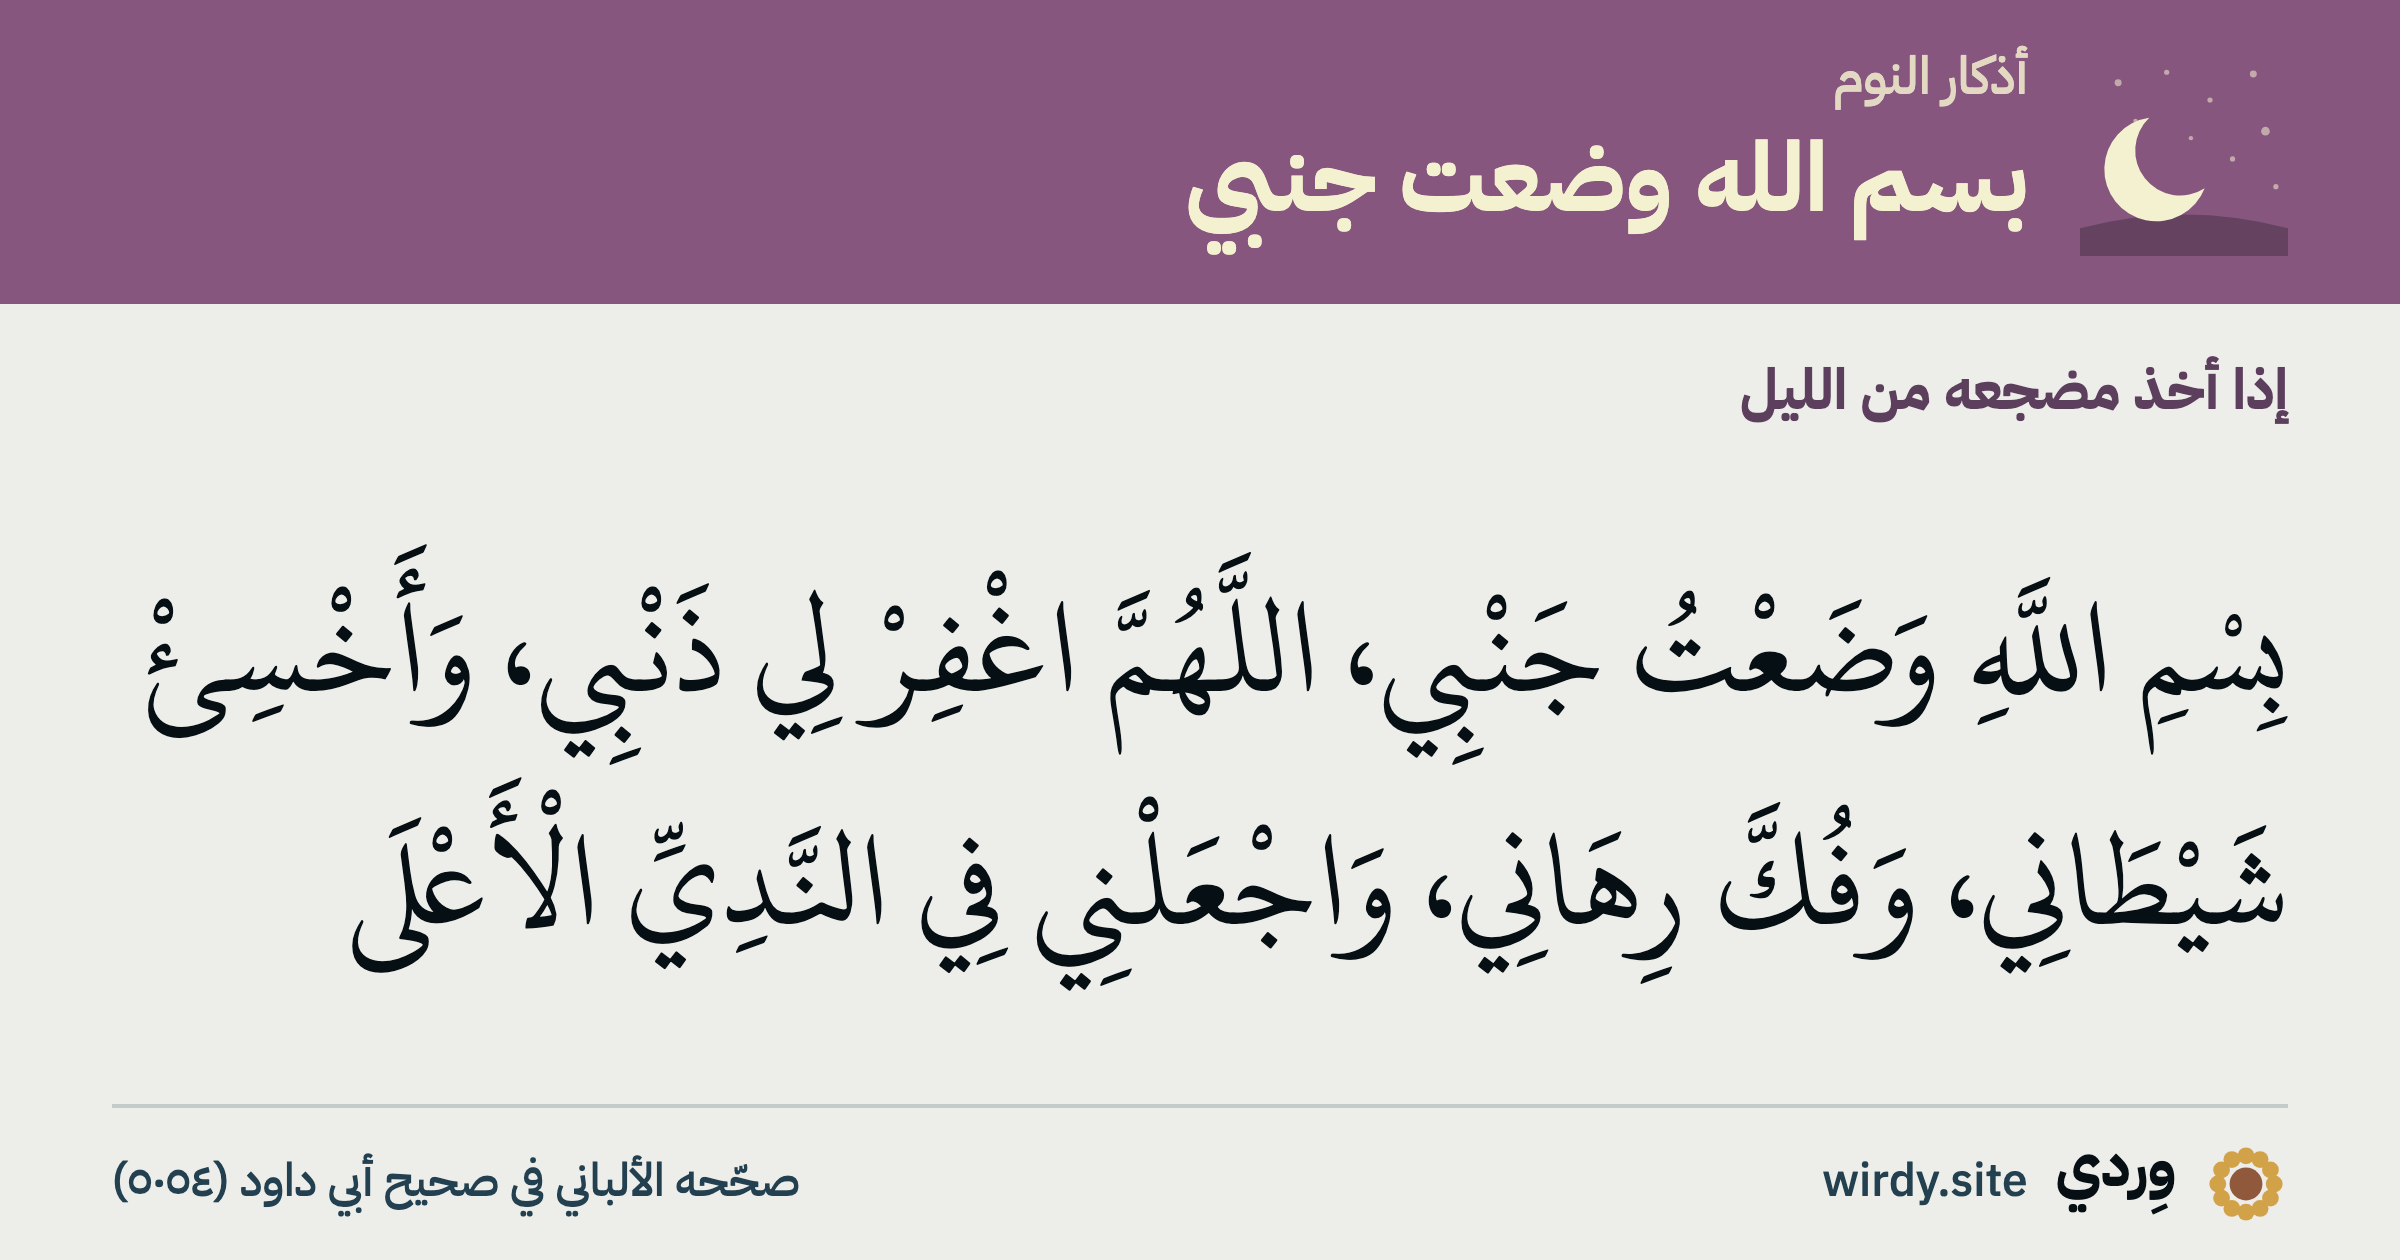 أذكار النوم
بسم الله وضعت جنبي
إذا أخذ مضجعه من الليل
بِسْمِ اللَّهِ وَضَعْتُ جَنْبِي، اللَّهُمَّ اغْفِرْ لِي ذَنْبِي، وَأَخْسِئْ
شَيْطَانِي، وَفُكَّ رِهَانِي، وَاجْعَلْنِي فِي النَّدِيِّ الْأَعْلَى
وِردي wirdy.site
صحّحه الألباني في صحيح أبي داود (٥٠٥٤)